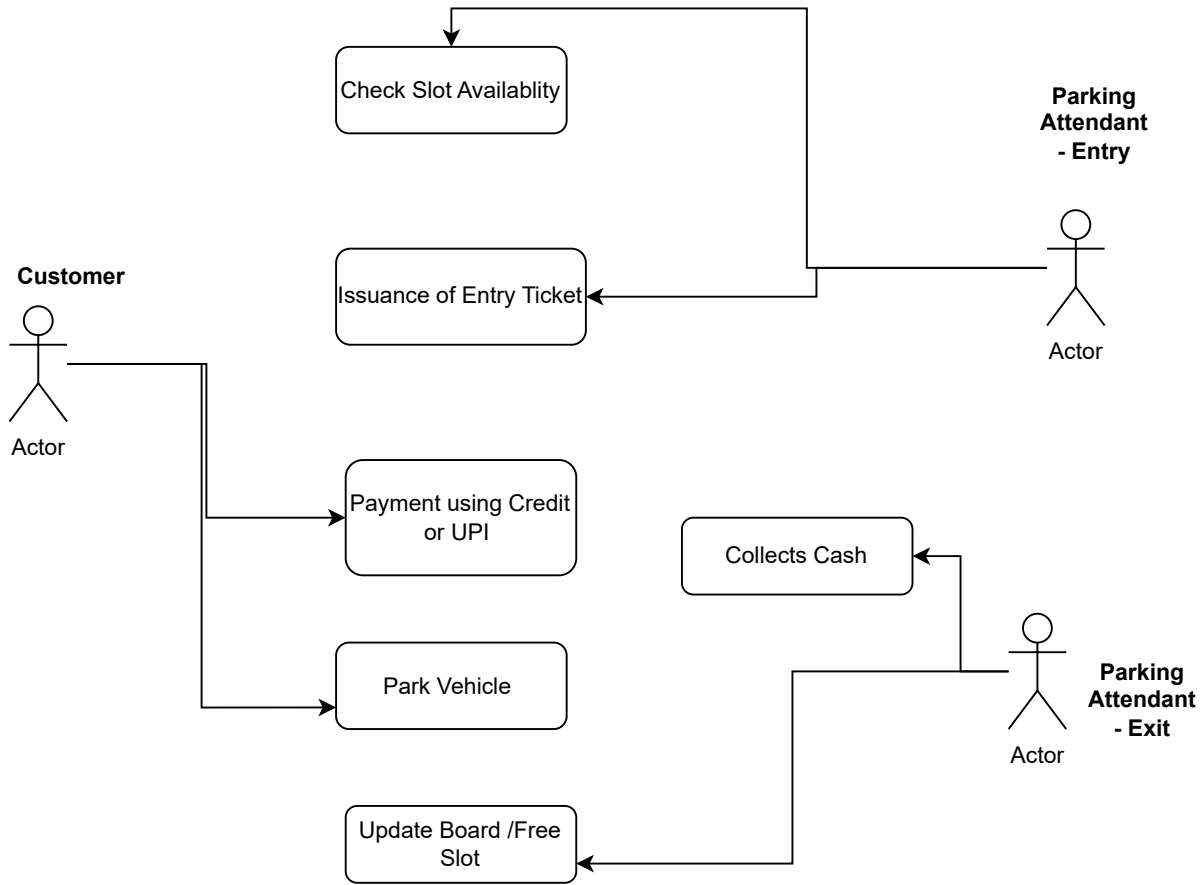 Check Slot Availablity
Parking
Attendant
- Entry
Customer
Issuance of Entry Ticket
Actor
Actor
Payment using Credit
or UPI
Collects Cash
Park Vehicle
Parking
Attendant
- Exit
Actor
Update Board /Free
Slot